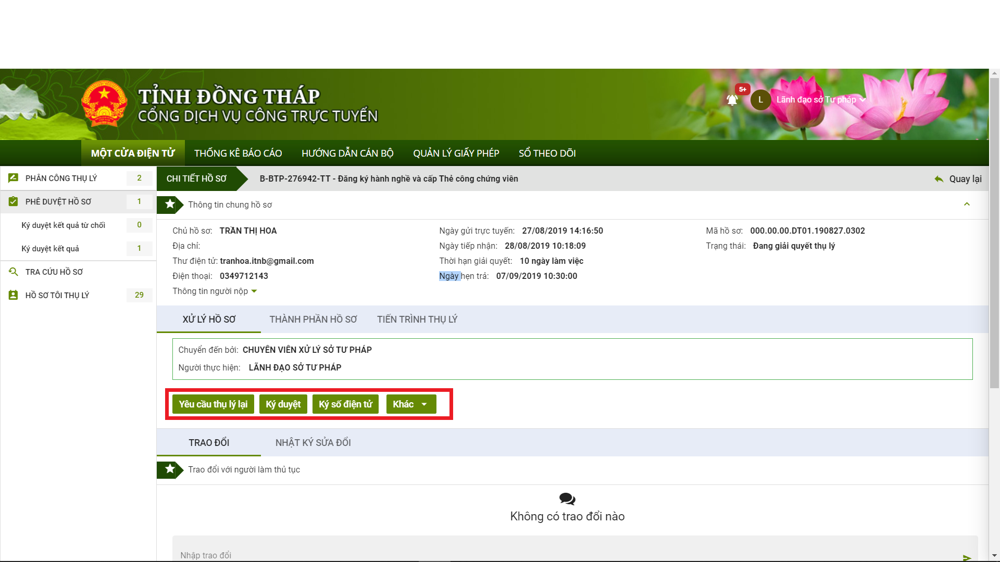 TỈNH ĐỒNG THÁP
CỔNG DỊCH VỤ CÔNG TRỰC TUYẾN
5+
L
Lãnh đạo sở Tư pháp
MỘT CỬA ĐIỆN TỬ THỐNG KÊ BÁO CÁO HƯỚNG DẪN CÁN BỘ QUẢN LÝ GIẤY PHÉP SỔ THEO DÕI
PHÂN CÔNG THỤ LÝ 2
PHÊ DUYỆT HỒ SƠ 1
Ký duyệt kết quả từ chối 0
Ký duyệt kết quả 1
TRA CỨU HỒ SƠ
HỒ SƠ TÔI THỤ LÝ 29
CHI TIẾT HỒ SƠ B-BTP-276942-TT - Đăng ký hành nghề và cấp Thẻ công chứng viên Quay lại
Thông tin chung hồ sơ
Chủ hồ sơ: TRẦN THỊ HOA Ngày gửi trực tuyến: 27/08/2019 14:16:50 Mã hồ sơ: 000.00.00.DT01.190827.0302
Địa chỉ: Ngày tiếp nhận: 28/08/2019 10:18:09 Trạng thái: Đang giải quyết thụ lý
Thư điện tử: tranhoa.itnb@gmail.com Thời hạn giải quyết: 10 ngày làm việc
Điện thoại: 0349712143 Ngày hẹn trả: 07/09/2019 10:30:00
Thông tin người nộp
XỬ LÝ HỒ SƠ THÀNH PHẦN HỒ SƠ TIẾN TRÌNH THỤ LÝ
Chuyển đến bởi: CHUYÊN VIÊN XỬ LÝ SỞ TƯ PHÁP
Người thực hiện: LÃNH ĐẠO SỞ TƯ PHÁP
Yêu cầu thụ lý lại Ký duyệt Ký số điện tử Khác
TRAO ĐỔI NHẬT KÝ SỬA ĐỔI
Trao đổi với người làm thủ tục
Không có trao đổi nào
Nhập trao đổi